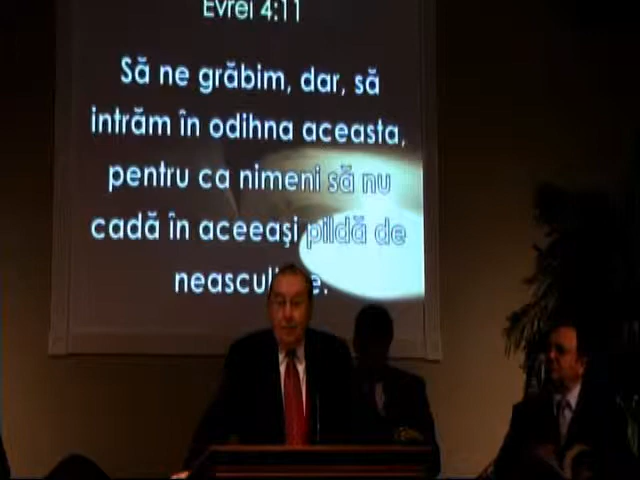 Evrei 4:11
Să ne grăbim, dar, să
intrăm în odihna aceasta,
pentru ca nimeni să nu
cadă în aceeaşi pildă de